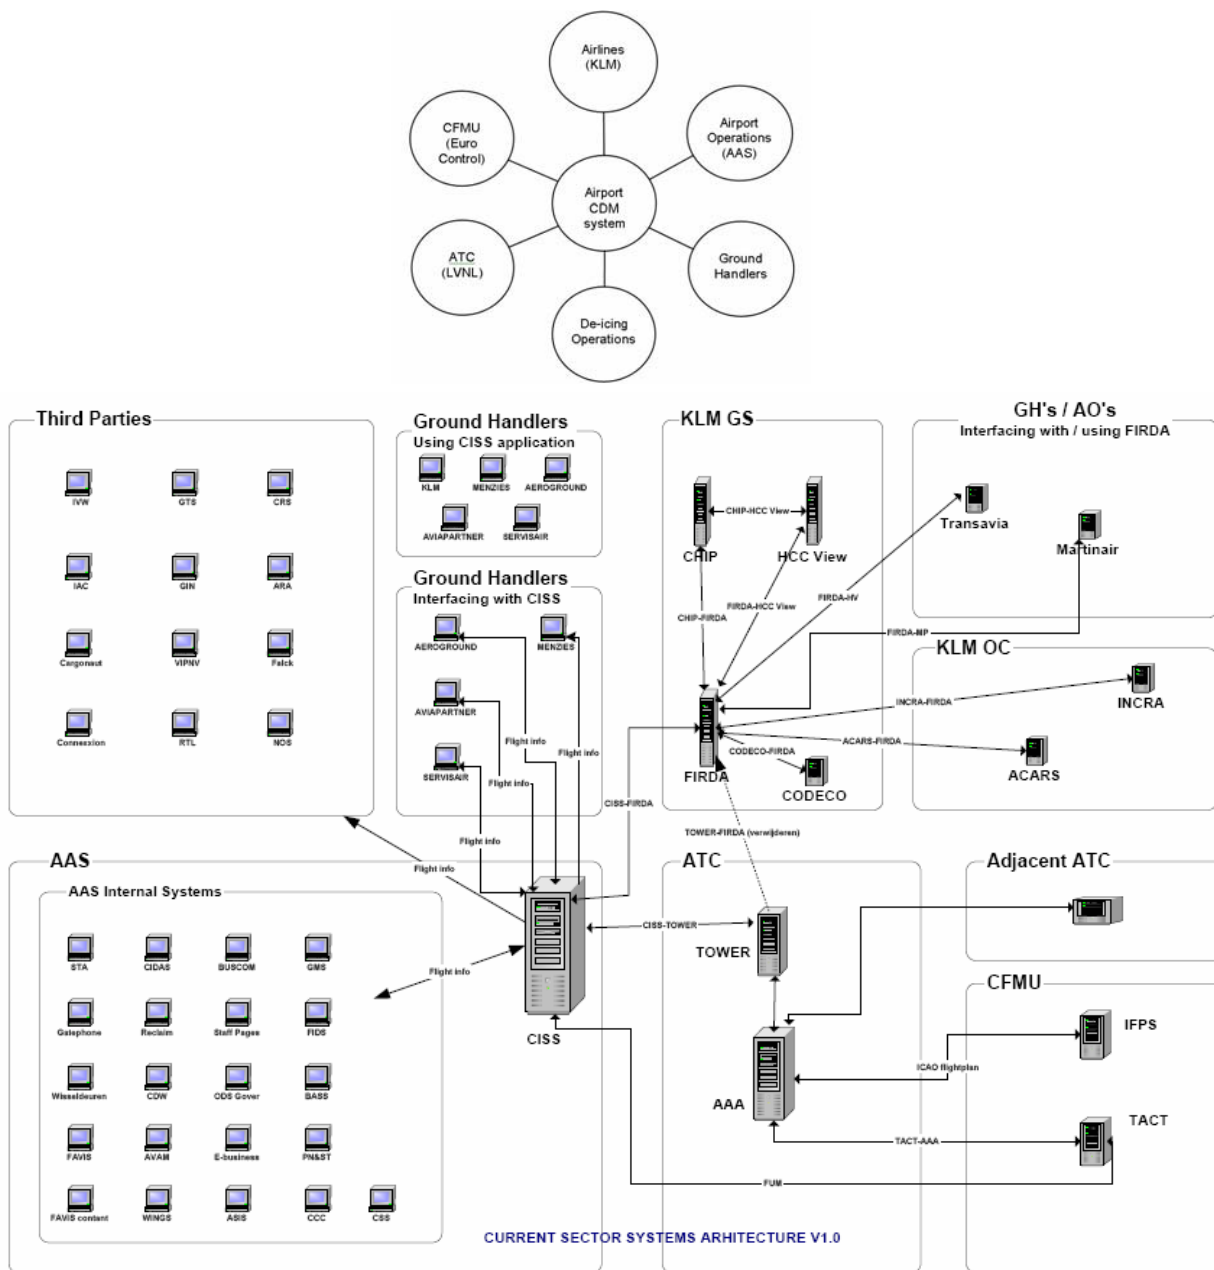 Airlines
(KLM)
CFMU
(Euro
Control)
Airport
Operations
(AAS)
Airport
CDM
system
ATC
(LVNL)
Ground
Handlers
De-icing
Operations
Third Parties
IVW
GTS
CRS
IAC
GIN
ARA
Cargonaut
VIPNV
Falck
Connexxion
RTL
NOS
Ground Handlers
Using CISS application
KLM
MENZIES
AEROGROUND
AVIAPARTNER
SERVISAIR
Ground Handlers
Interfacing with CISS
AEROGROUND
MENZIES
AVIAPARTNER
SERVISAIR
Flight info
Flight info
Flight info
Flight info
KLM GS
CHIP
CHIP-HCC View
HCC View
CHIP-FIRDA
FIRDA-HCC View
FIRDA-HV
FIRDA-MP
FIRDA
CODECO-FIRDA
CODECO
CISS-FIRDA
TOWER-FIRDA (verwijderen)
GH's / AO's
Interfacing with / using FIRDA
Transavia
Martinair
KLM OC
INCRA-FIRDA
INCRA
ACARS-FIRDA
ACARS
AAS
Flight info
AAS Internal Systems
STA
CIDAS
BUSCOM
GMS
Gatephone
Reclaim
Staff Pages
FIDS
Wisseldeuren
CDW
ODS Gover
BASS
FAVIS
AVAM
E-business
PN&ST
FAVIS content
WINGS
ASIS
CCC
CSS
Flight info
CISS
CISS-TOWER
ATC
TOWER
AAA
Adjacent ATC
CFMU
IFPS
ICAO flightplan
TACT
TACT-AAA
FUM
CURRENT SECTOR SYSTEMS ARHITECTURE V1.0